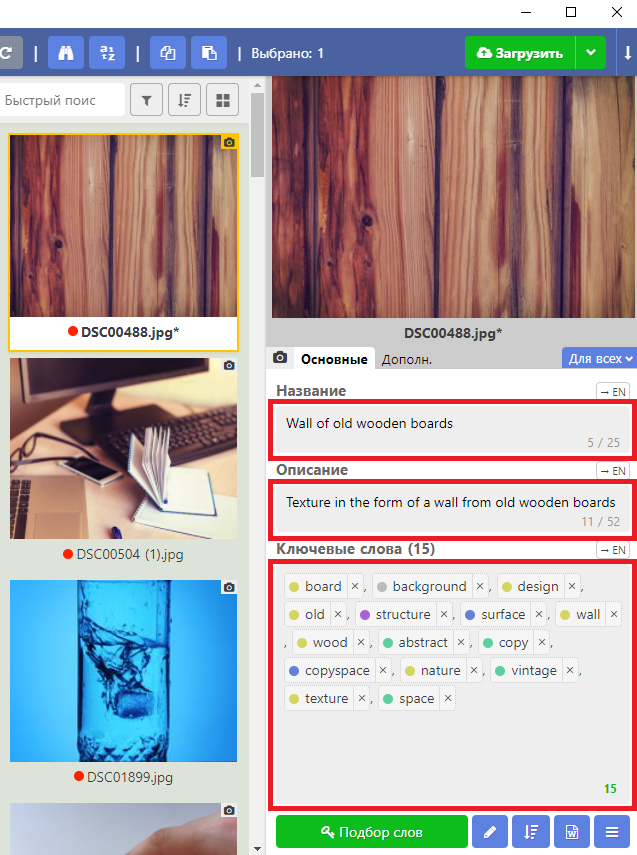 Выбрано: 1
Загрузить
Быстрый поиск
DSC00488.jpg*
DSC00504 (1).jpg
DSC01899.jpg
DSC00488.jpg*
Основные Дополн. Для всех
Название → EN
Wall of old wooden boards
5 / 25
Описание → EN
Texture in the form of a wall from old wooden boards
11 / 52
Ключевые слова (15) → EN
board ×, background ×, design ×,
old ×, structure ×, surface ×, wall ×
, wood ×, abstract ×, copy ×,
copyspace ×, nature ×, vintage ×,
texture ×, space ×
15
Подбор слов